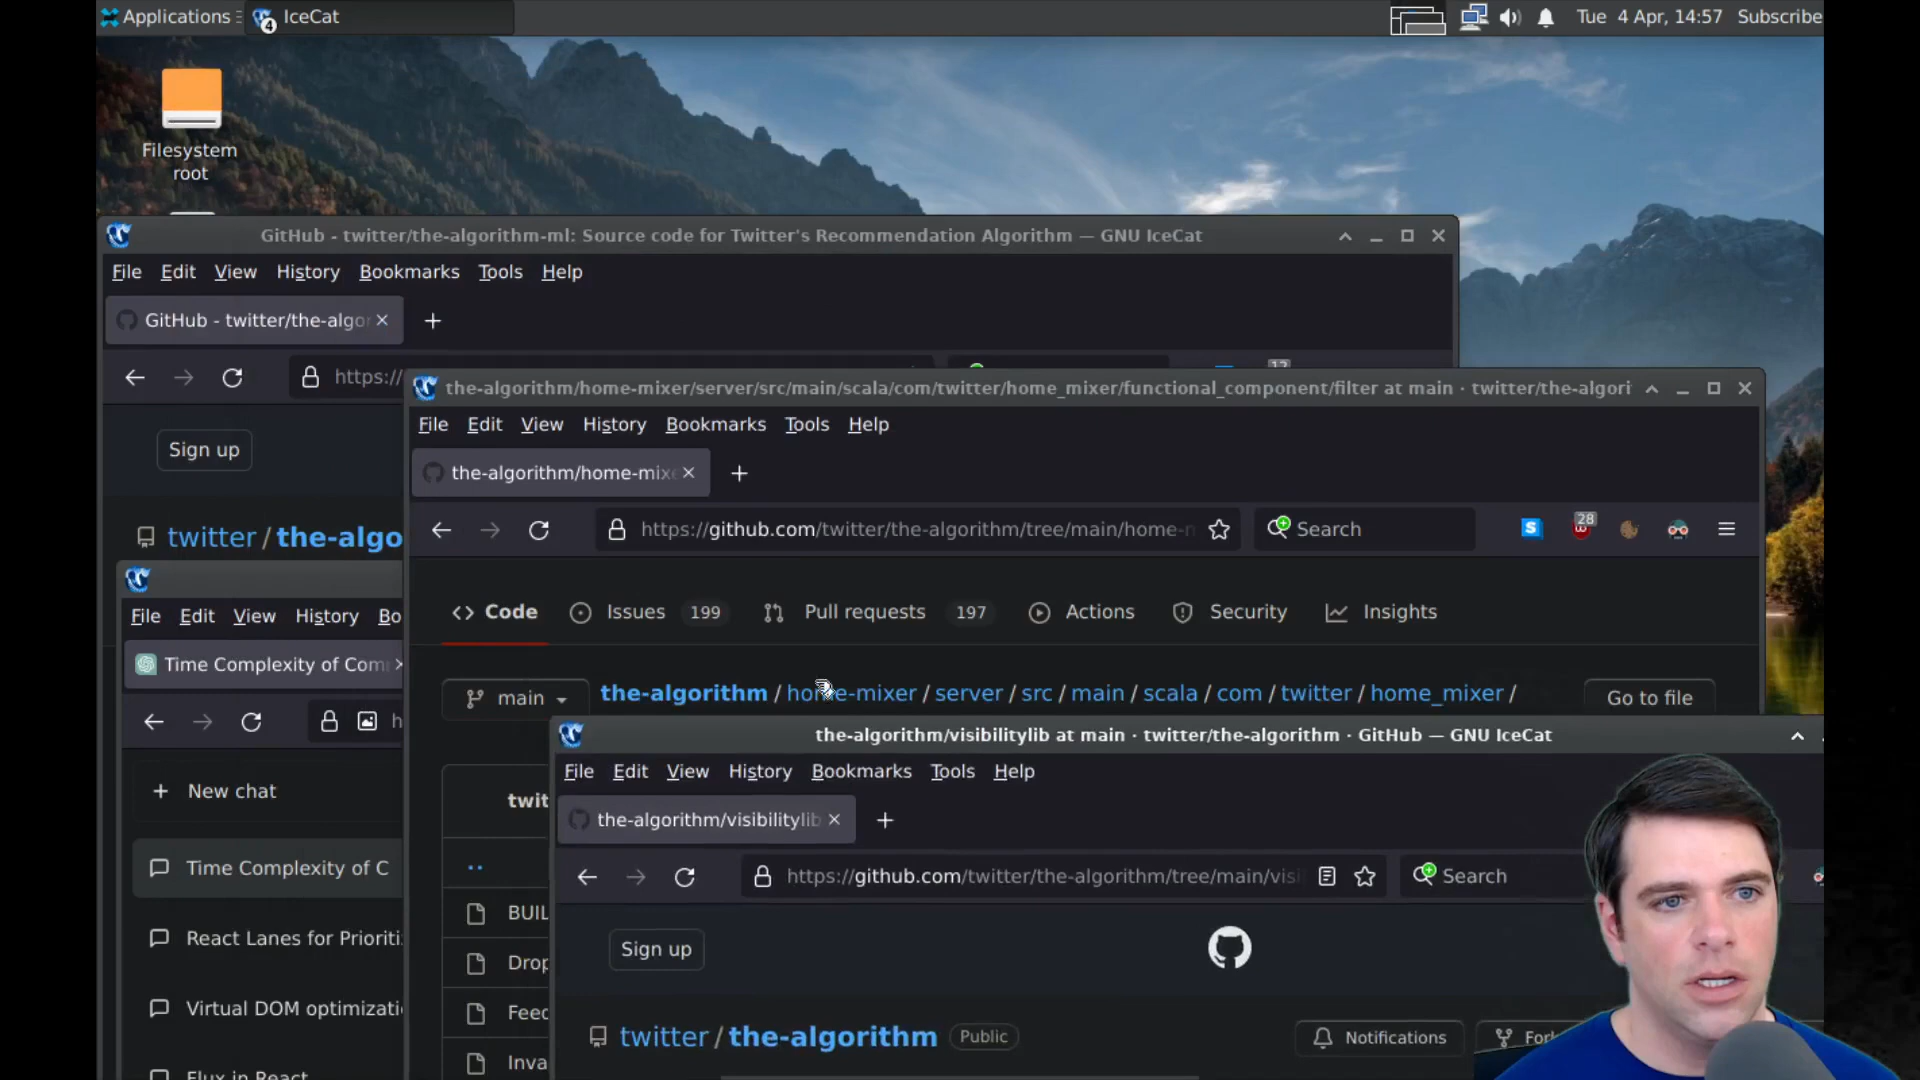 Applications
4
IceCat
Tue 4 Apr, 14:57
Subscribe
Filesystem
root
GitHub - twitter/the-algorithm-ml: Source code for Twitter's Recommendation Algorithm — GNU IceCat
File Edit View History Bookmarks Tools Help
GitHub - twitter/the-algor
https://
12
Sign up
twitter / the-algo
the-algorithm/home-mixer/server/src/main/scala/com/twitter/home_mixer/functional_component/filter at main · twitter/the-algori
File Edit View History Bookmarks Tools Help
the-algorithm/home-mixe
https://github.com/twitter/the-algorithm/tree/main/home-m
Search
28
Code
Issues 199
Pull requests 197
Actions
Security
Insights
main
the-algorithm / home-mixer / server / src / main / scala / com / twitter / home_mixer /
Go to file
twit
..
BUIL
Drop
Feed
Inva
File Edit View History Bo
Time Complexity of Com
h
New chat
Time Complexity of C
React Lanes for Prioriti
Virtual DOM optimizati
Flux in React
the-algorithm/visibilitylib at main · twitter/the-algorithm · GitHub — GNU IceCat
File Edit View History Bookmarks Tools Help
the-algorithm/visibilitylib
https://github.com/twitter/the-algorithm/tree/main/visi
Search
Sign up
twitter / the-algorithm Public
Notifications
Fork